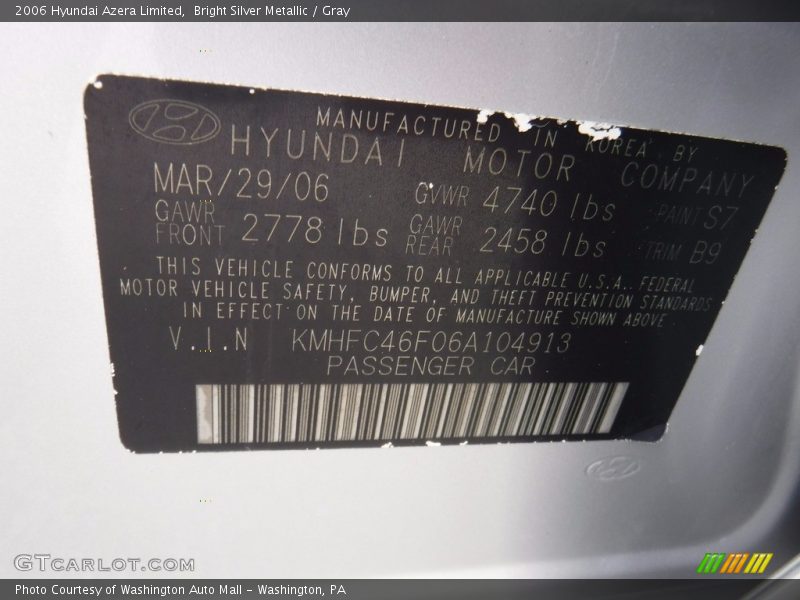 2006 Hyundai Azera Limited,  Bright Silver Metallic / Gray
MANUFACTURED IN KOREA BY
HYUNDAI MOTOR COMPANY
MAR/29/06 GVWR 4740 lbs PAINT S7
GAWR FRONT 2778 lbs GAWR REAR 2458 lbs TRIM B9
THIS VEHICLE CONFORMS TO ALL APPLICABLE U.S.A.. FEDERAL
MOTOR VEHICLE SAFETY, BUMPER, AND THEFT PREVENTION STANDARDS
IN EFFECT ON THE DATE OF MANUFACTURE SHOWN ABOVE
V.I.N KMHFC46F06A104913
PASSENGER CAR
GTCARLOT.COM
Photo Courtesy of Washington Auto Mall – Washington, PA